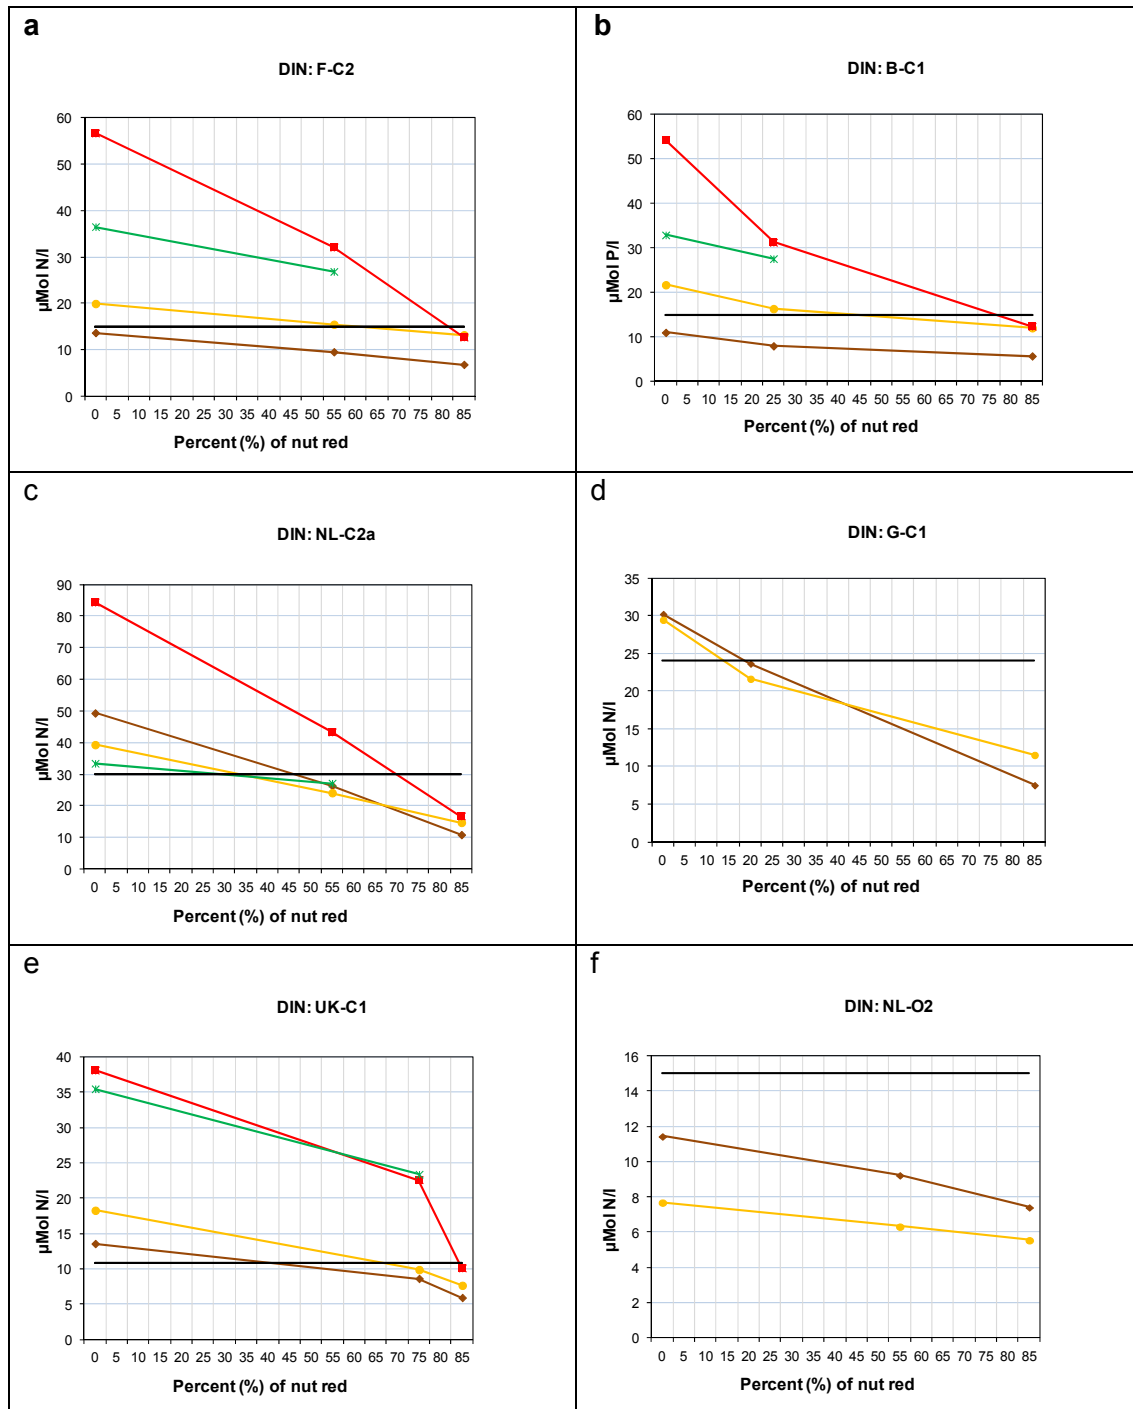 a
DIN: F-C2
60
50
40
30
20
10
0
µMol N/l
0 5 10 15 20 25 30 35 40 45 50 55 60 65 70 75 80 85
Percent (%) of nut red
b
DIN: B-C1
60
50
40
30
20
10
0
µMol P/l
0 5 10 15 20 25 30 35 40 45 50 55 60 65 70 75 80 85
Percent (%) of nut red
c
DIN: NL-C2a
90
80
70
60
50
40
30
20
10
0
µMol N/l
0 5 10 15 20 25 30 35 40 45 50 55 60 65 70 75 80 85
Percent (%) of nut red
d
DIN: G-C1
35
30
25
20
15
10
5
0
µMol N/l
0 5 10 15 20 25 30 35 40 45 50 55 60 65 70 75 80 85
Percent (%) of nut red
e
DIN: UK-C1
40
35
30
25
20
15
10
5
0
µMol N/l
0 5 10 15 20 25 30 35 40 45 50 55 60 65 70 75 80 85
Percent (%) of nut red
f
DIN: NL-O2
16
14
12
10
8
6
4
2
0
µMol N/l
0 5 10 15 20 25 30 35 40 45 50 55 60 65 70 75 80 85
Percent (%) of nut red